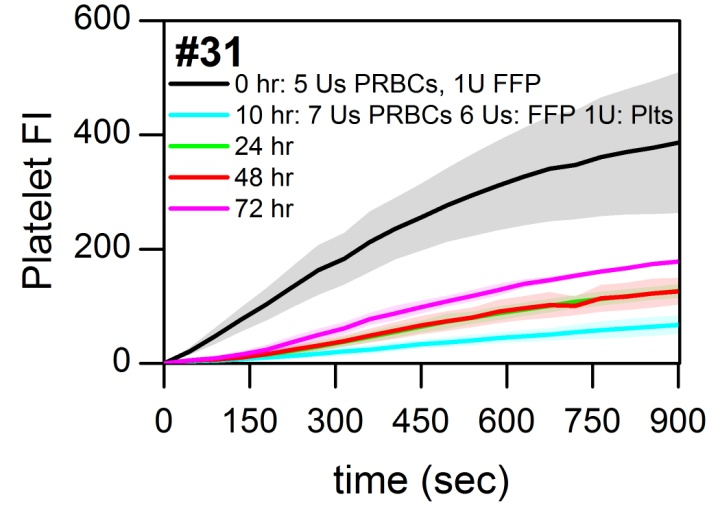 600
#31
0 hr: 5 Us PRBCs, 1U FFP
10 hr: 7 Us PRBCs 6 Us: FFP 1U: Plts
24 hr
48 hr
72 hr
400
200
0
Platelet FI
0 150 300 450 600 750 900
time (sec)